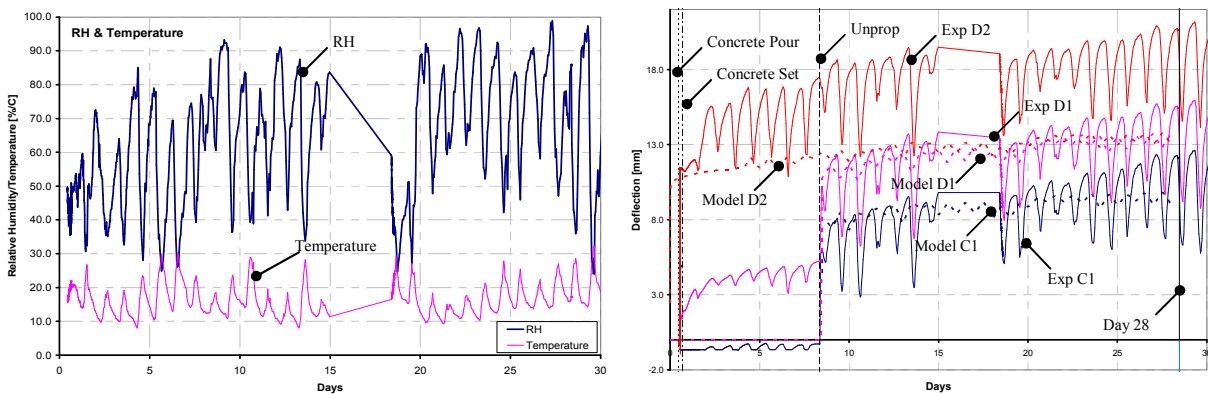 RH & Temperature
Relative Humidity/Temperature [%/C]
100.0
90.0
80.0
70.0
60.0
50.0
40.0
30.0
20.0
10.0
0.0
RH
Temperature
RH
Temperature
0 5 10 15 20 25 30
Days
Deflection [mm]
18.0
13.0
8.0
3.0
-2.0
Concrete Pour
Concrete Set
Unprop
Exp D2
Exp D1
Model D2
Model D1
Model C1
Exp C1
Day 28
0 5 10 15 20 25 30
Days